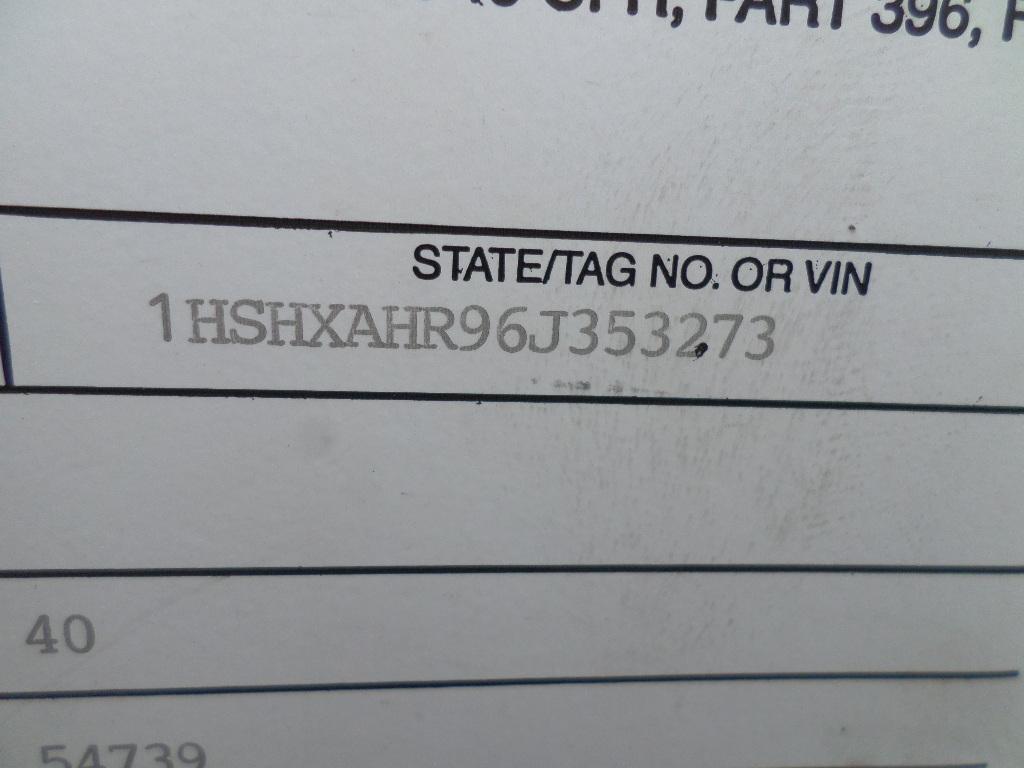 PART 396,
STATE/TAG NO. OR VIN
1HSHXAHR96J353273
40
54739